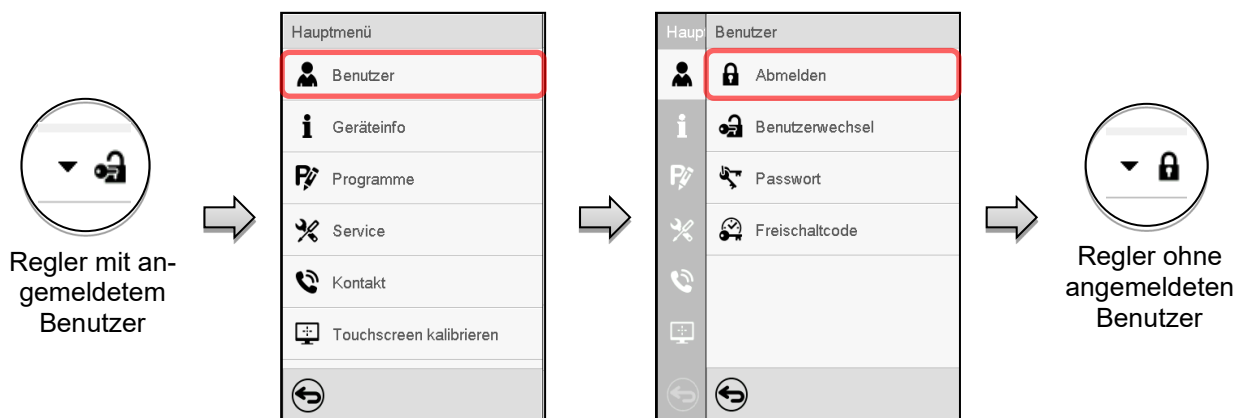 Regler mit an-
gemeldetem
Benutzer
Hauptmenü
Benutzer
Geräteinfo
Programme
Service
Kontakt
Touchscreen kalibrieren
Haup
Benutzer
Abmelden
Benutzerwechsel
Passwort
Freischaltcode
Regler ohne
angemeldeten
Benutzer